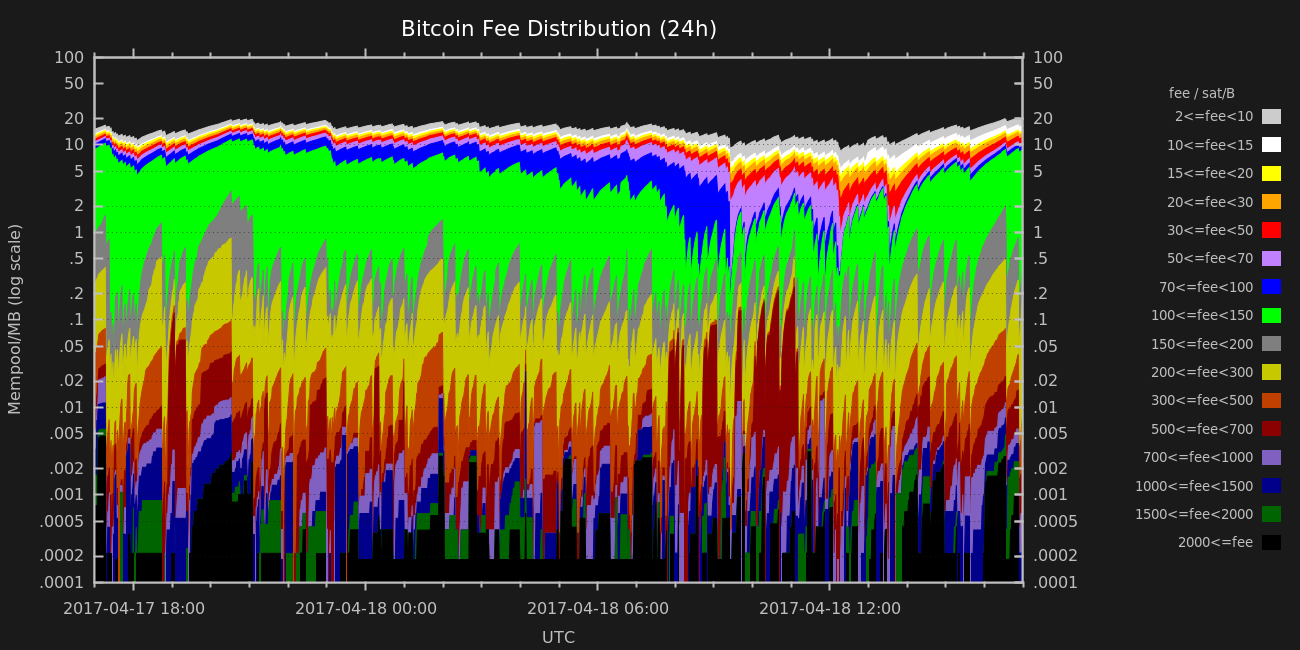 Bitcoin Fee Distribution (24h)
Mempool/MB (log scale)
100
50
20
10
5
2
1
.5
.2
.1
.05
.02
.01
.005
.002
.001
.0005
.0002
.0001
100
50
20
10
5
2
1
.5
.2
.1
.05
.02
.01
.005
.002
.001
.0005
.0002
.0001
2017-04-17 18:00 2017-04-18 00:00 2017-04-18 06:00 2017-04-18 12:00
UTC
fee / sat/B
2<=fee<10
10<=fee<15
15<=fee<20
20<=fee<30
30<=fee<50
50<=fee<70
70<=fee<100
100<=fee<150
150<=fee<200
200<=fee<300
300<=fee<500
500<=fee<700
700<=fee<1000
1000<=fee<1500
1500<=fee<2000
2000<=fee